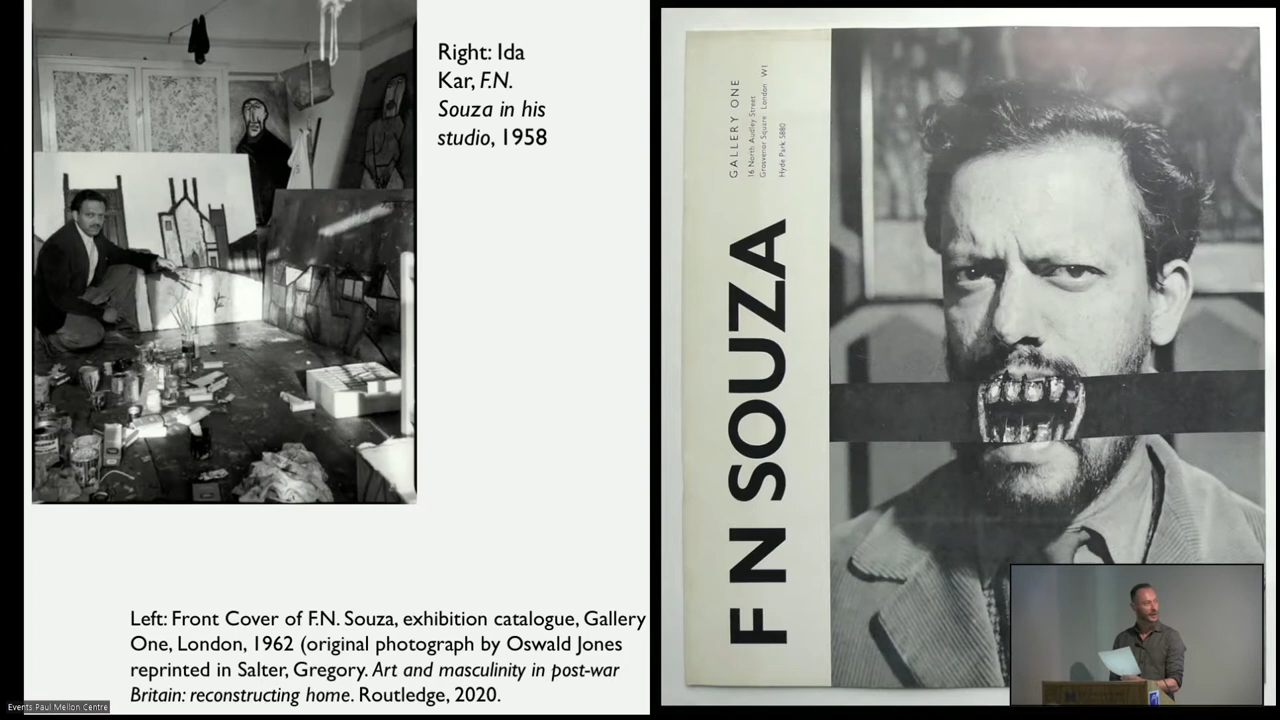 Right: Ida
Kar, F.N.
Souza in his
studio, 1958
Left: Front Cover of F.N. Souza, exhibition catalogue, Gallery
One, London, 1962 (original photograph by Oswald Jones
reprinted in Salter, Gregory. Art and masculinity in post-war
Britain: reconstructing home. Routledge, 2020.
GALLERY ONE
16 North Audley Street
Grosvenor Square London W1
Hyde Park 5880
F N SOUZA
Events Paul Mellon Centre